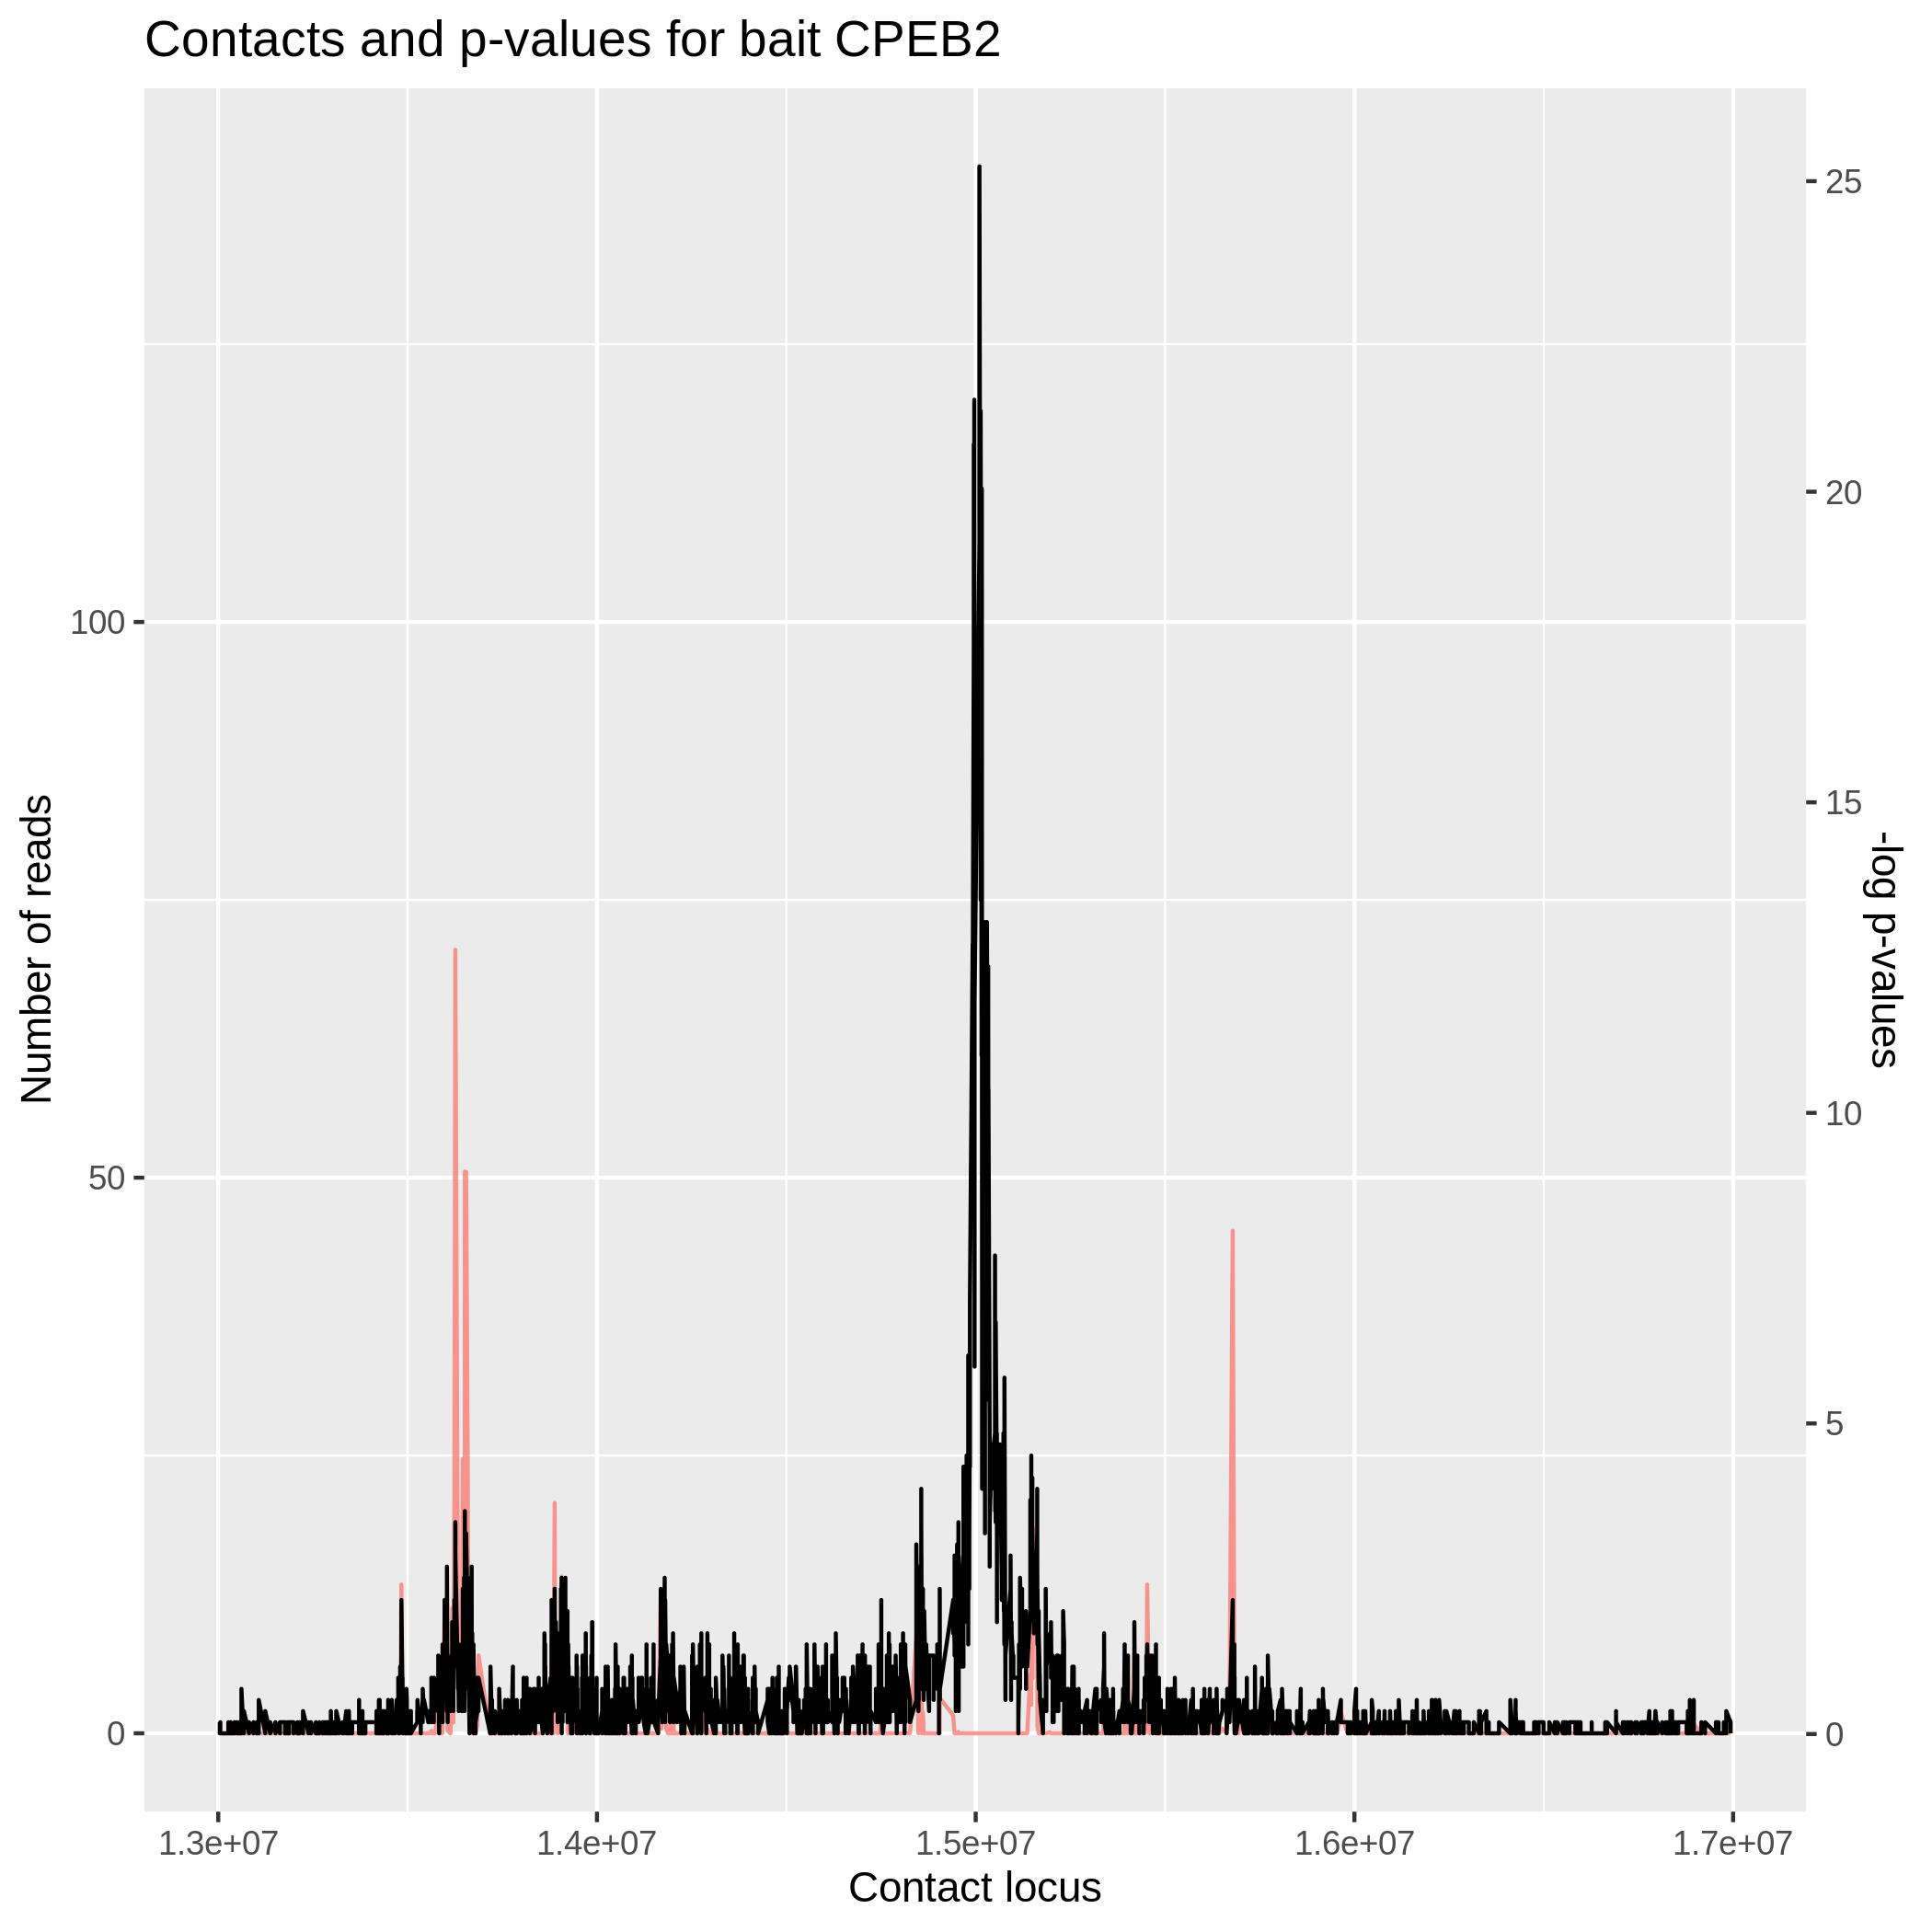 Contacts and p-values for bait CPEB2
Number of reads
100
50
0
25
20
15
10
5
0
-log p-values
1.3e+07 1.4e+07 1.5e+07 1.6e+07 1.7e+07
Contact locus